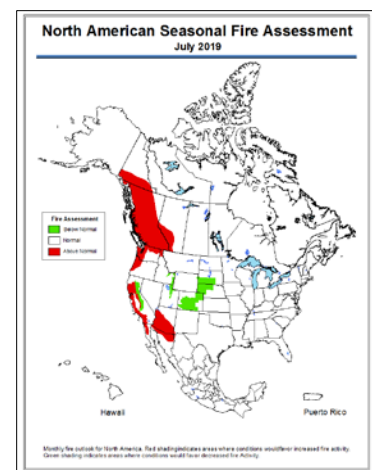 North American Seasonal Fire Assessment
July 2019
Fire Assessment
Below Normal
Normal
Above Normal
Hawaii
Puerto Rico
Monthly fire outlook for North America. Red shading indicates areas where conditions would favor increased fire activity.
Green shading indicates areas where conditions would favor decreased fire activity.